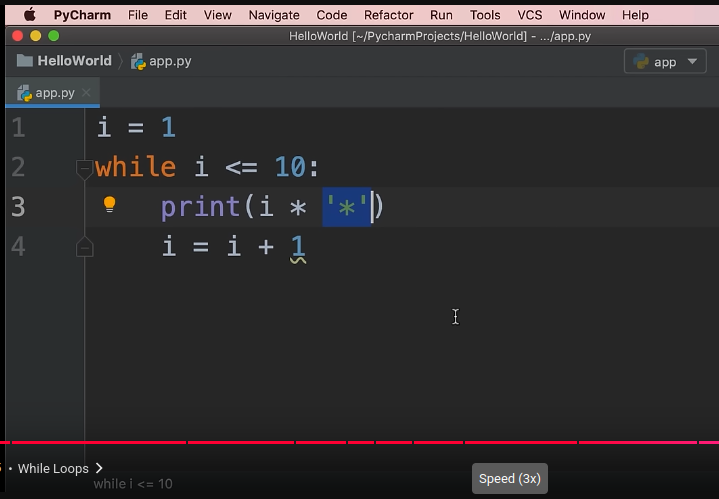 PyCharm File Edit View Navigate Code Refactor Run Tools VCS Window Help
HelloWorld [~/PycharmProjects/HelloWorld] - .../app.py
HelloWorld app.py app
app.py
1 i = 1
2 while i <= 10:
3 print(i * '*')
4 i = i + 1
• While Loops
Speed (3x)
while i <= 10